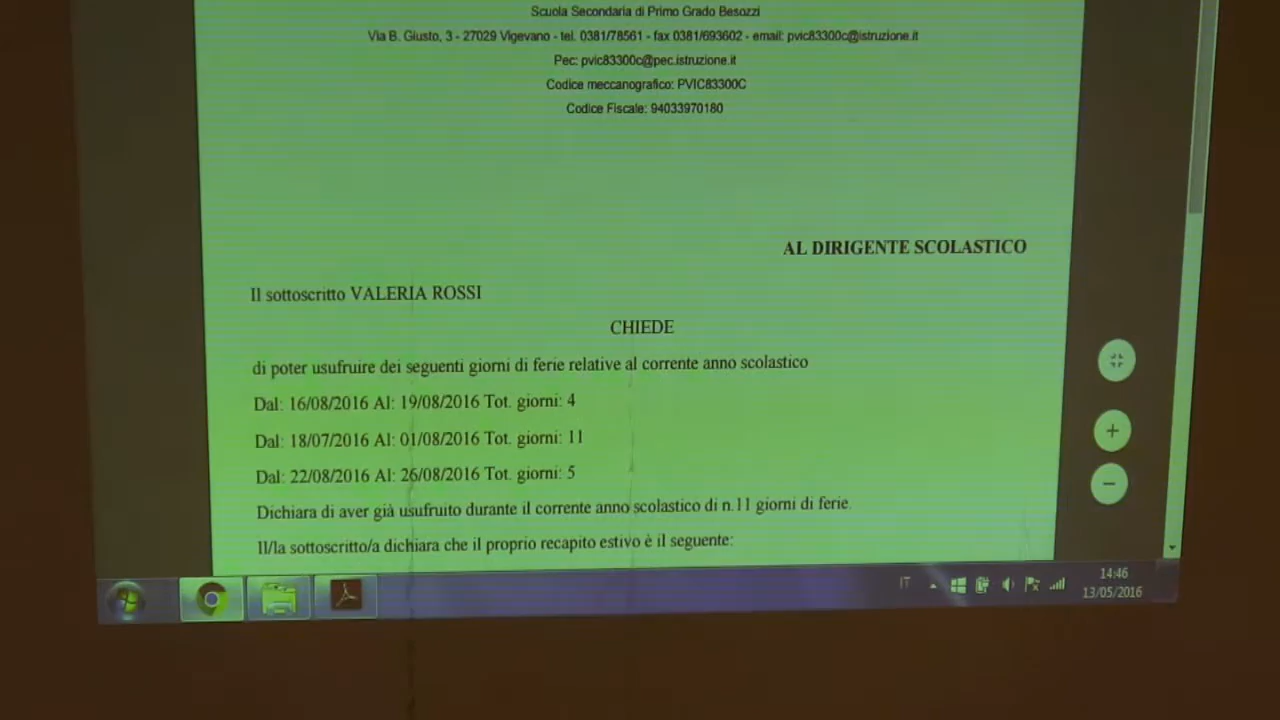 Scuola Secondaria di Primo Grado Besozzi
Via B. Giusto, 3 - 27029 Vigevano - tel. 0381/78561 - fax 0381/693602 - email: pvic83300c@istruzione.it
Pec: pvic83300c@pec.istruzione.it
Codice meccanografico: PVIC83300C
Codice Fiscale: 94033970180
AL DIRIGENTE SCOLASTICO
Il sottoscritto VALERIA ROSSI
CHIEDE
di poter usufruire dei seguenti giorni di ferie relative al corrente anno scolastico
Dal: 16/08/2016 Al: 19/08/2016 Tot. giorni: 4
Dal: 18/07/2016 Al: 01/08/2016 Tot. giorni: 11
Dal: 22/08/2016 Al: 26/08/2016 Tot. giorni: 5
Dichiara di aver già usufruito durante il corrente anno scolastico di n.11 giorni di ferie.
Il/la sottoscritto/a dichiara che il proprio recapito estivo è il seguente:
IT
14:46
13/05/2016